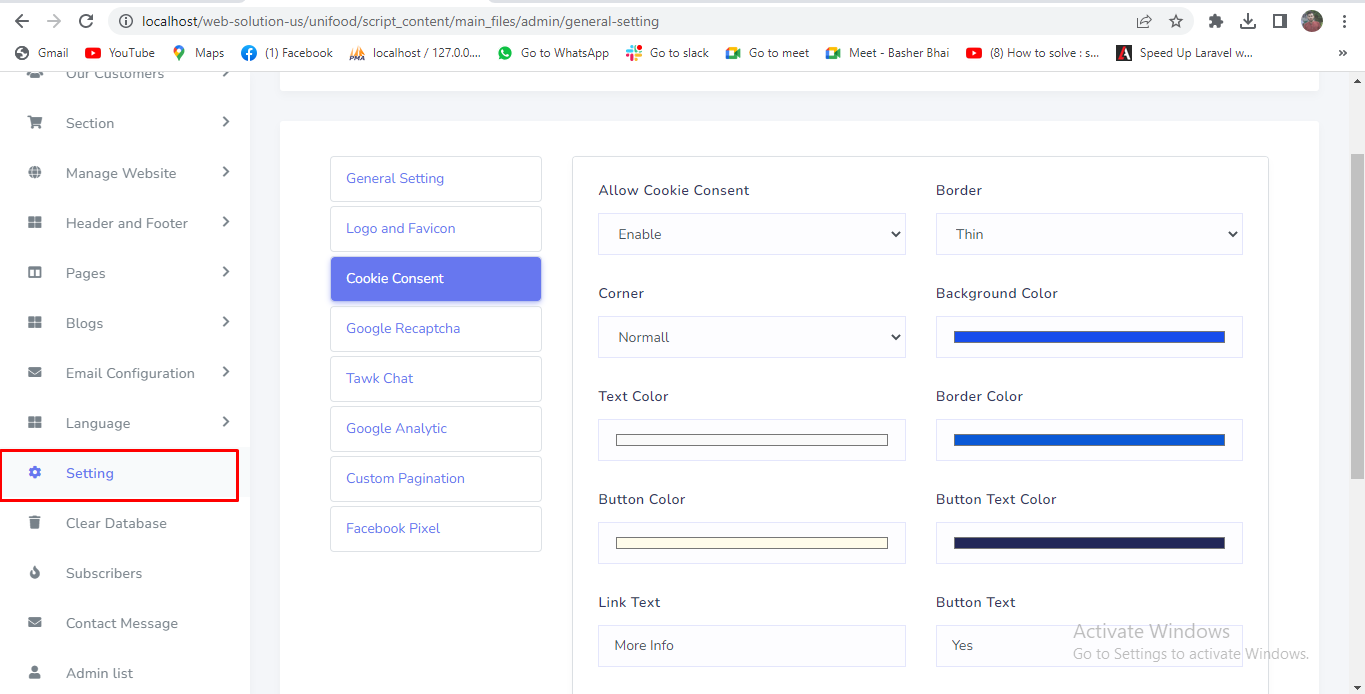 localhost/web-solution-us/unifood/script_content/main_files/admin/general-setting
Gmail YouTube Maps (1) Facebook localhost / 127.0.0.... Go to WhatsApp Go to slack Go to meet Meet - Basher Bhai (8) How to solve : s... Speed Up Laravel w... »
PMA
Our Customers
Section
Manage Website
Header and Footer
Pages
Blogs
Email Configuration
Language
Setting
Clear Database
Subscribers
Contact Message
Admin list
General Setting
Logo and Favicon
Cookie Consent
Google Recaptcha
Tawk Chat
Google Analytic
Custom Pagination
Facebook Pixel
Allow Cookie Consent Border
Enable Thin
Corner Background Color
Normall
Text Color Border Color
Button Color Button Text Color
Link Text Button Text
More Info Yes
Activate Windows
Go to Settings to activate Windows.